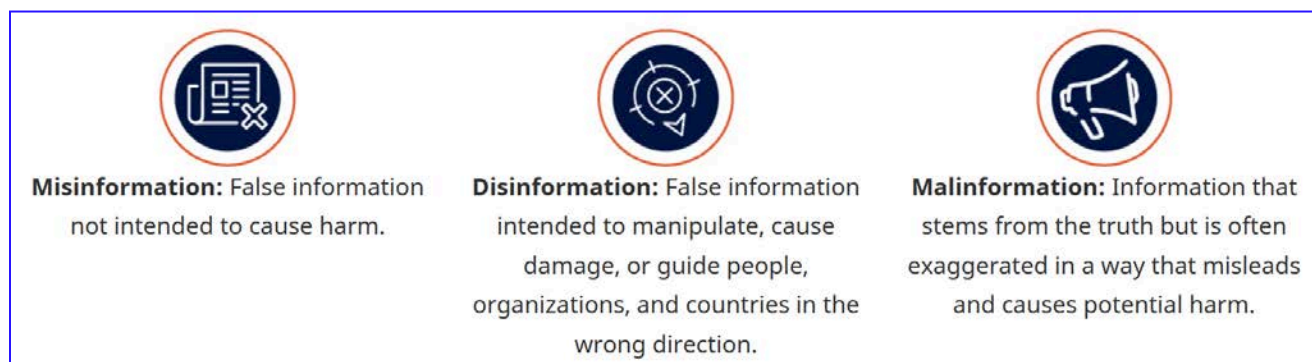 Misinformation: False information
not intended to cause harm.
Disinformation: False information
intended to manipulate, cause
damage, or guide people,
organizations, and countries in the
wrong direction.
Malinformation: Information that
stems from the truth but is often
exaggerated in a way that misleads
and causes potential harm.